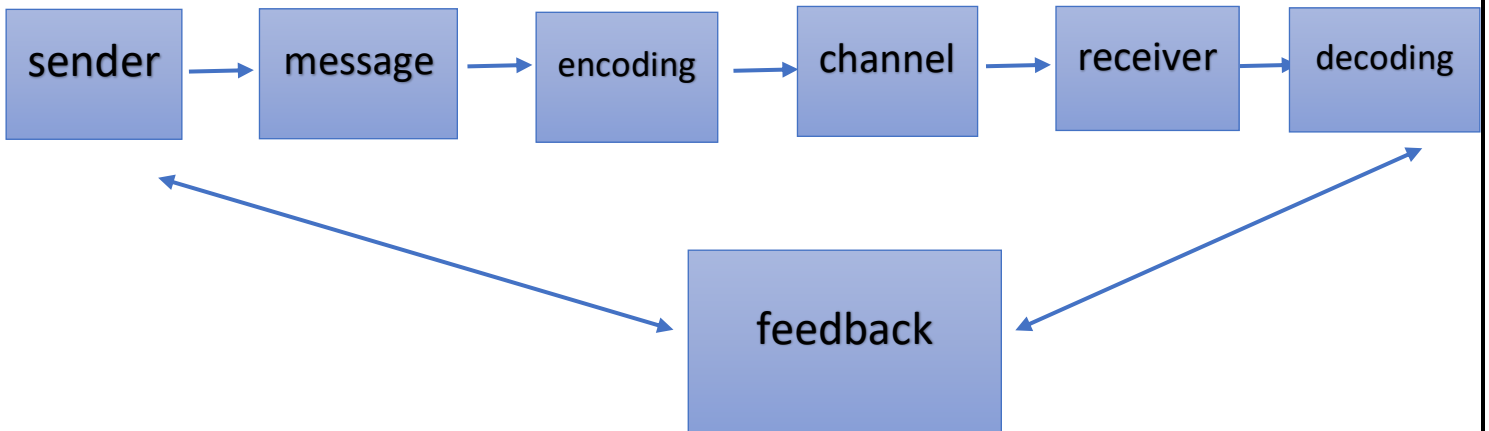 sender
message
encoding
channel
receiver
decoding
feedback